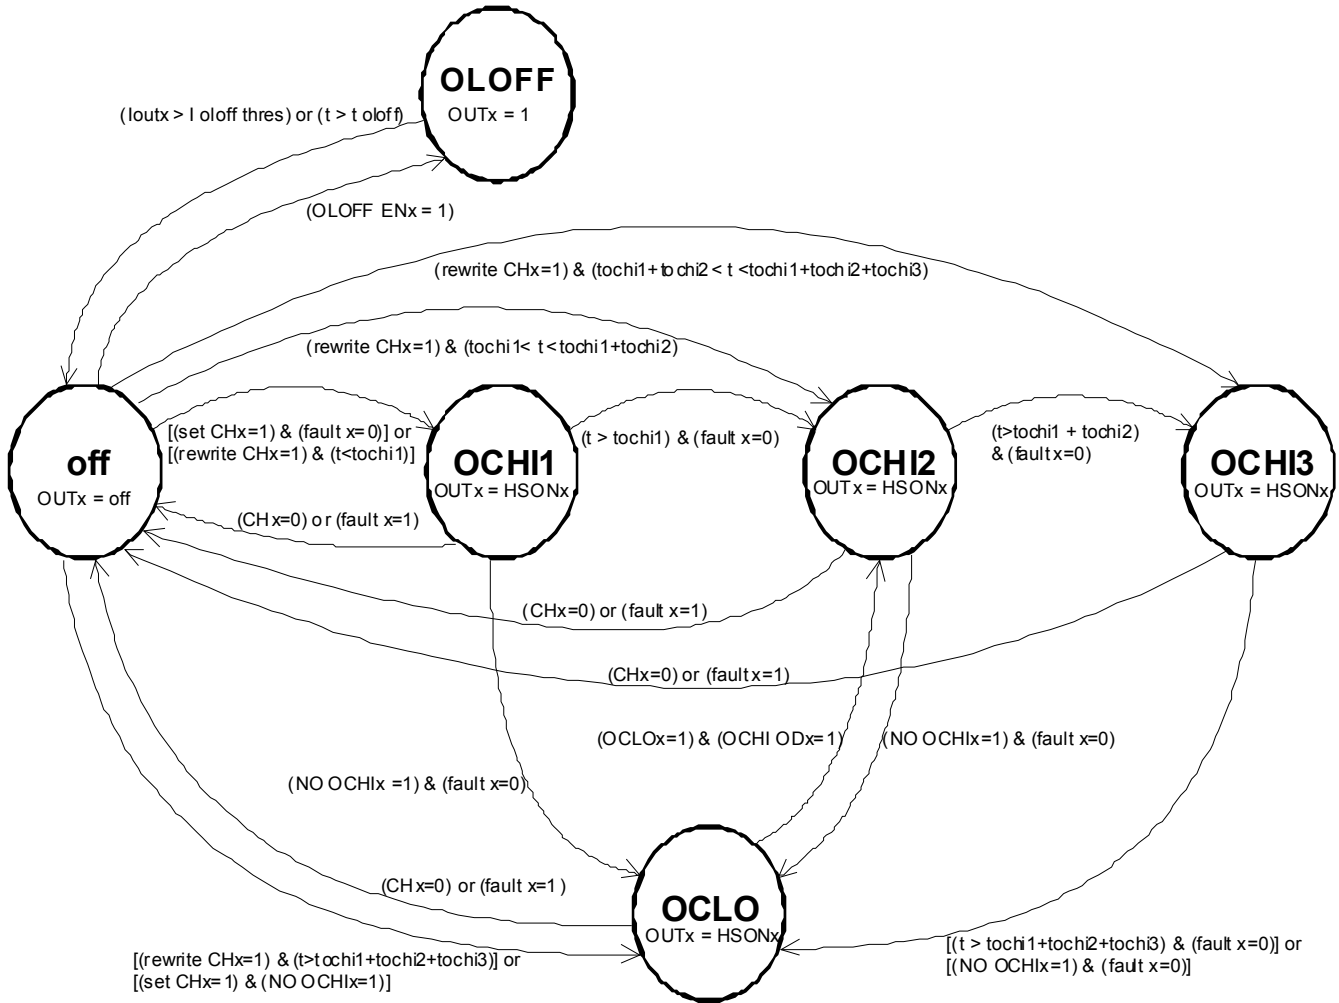 OLOFF
OUTx = 1
(Ioutx > I oloff thres) or (t > t oloff)
(OLOFF ENx = 1)
(rewrite CHx=1) & (tochi1+tochi2 < t <tochi1+tochi2+tochi3)
(rewrite CHx=1) & (tochi1< t <tochi1+tochi2)
[(set CHx=1) & (fault x=0)] or
[(rewrite CHx=1) & (t<tochi1)]
(t > tochi1) & (fault x=0)
(t>tochi1 + tochi2)
& (fault x=0)
off
OUTx = off
OCHI1
OUTx = HSONx
OCHI2
OUTx = HSONx
OCHI3
OUTx = HSONx
(CHx=0) or (fault x=1)
(CHx=0) or (fault x=1)
(CHx=0) or (fault x=1)
(OCLOx=1) & (OCHI ODx=1)
(NO OCHIx=1) & (fault x=0)
(NO OCHIx =1) & (fault x=0)
(CHx=0) or (fault x=1)
OCLO
OUTx = HSONx
[(rewrite CHx=1) & (t>tochi1+tochi2+tochi3)] or
[(set CHx=1) & (NO OCHIx=1)]
[(t > tochi1+tochi2+tochi3) & (fault x=0)] or
[(NO OCHIx=1) & (fault x=0)]